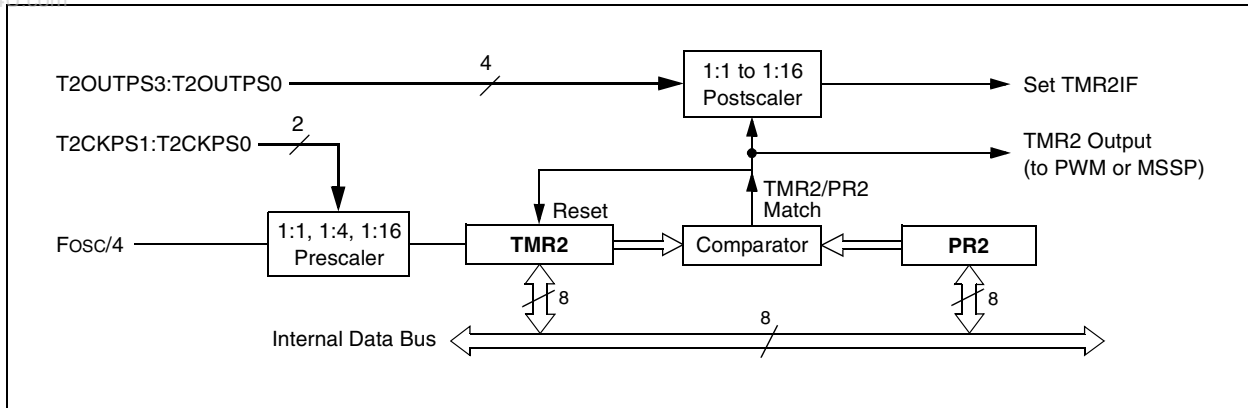 T2OUTPS3:T2OUTPS0
4
1:1 to 1:16
Postscaler
Set TMR2IF
T2CKPS1:T2CKPS0
2
TMR2 Output
(to PWM or MSSP)
TMR2/PR2
Match
Reset
FOSC/4
1:1, 1:4, 1:16
Prescaler
TMR2
Comparator
PR2
8
8
8
Internal Data Bus